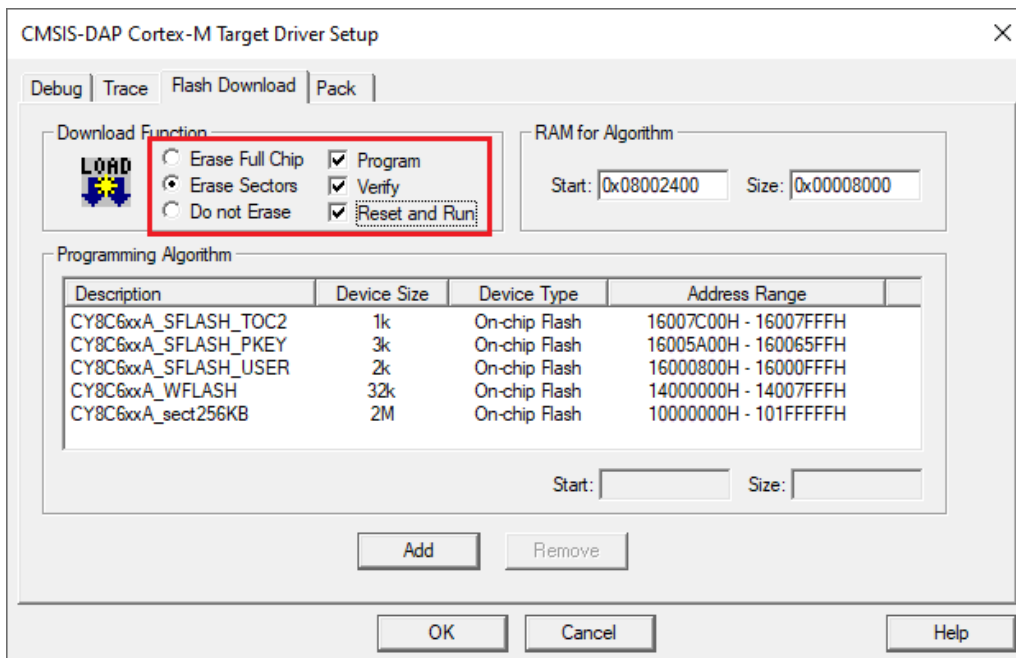 CMSIS-DAP Cortex-M Target Driver Setup
Debug Trace Flash Download Pack
Download Function
LOAD
Erase Full Chip
Erase Sectors
Do not Erase
Program
Verify
Reset and Run
RAM for Algorithm
Start: 0x08002400 Size: 0x00008000
Programming Algorithm
Description Device Size Device Type Address Range
CY8C6xxA_SFLASH_TOC2 1k On-chip Flash 16007C00H - 16007FFFH
CY8C6xxA_SFLASH_PKEY 3k On-chip Flash 16005A00H - 160065FFH
CY8C6xxA_SFLASH_USER 2k On-chip Flash 16000800H - 16000FFFH
CY8C6xxA_WFLASH 32k On-chip Flash 14000000H - 14007FFFH
CY8C6xxA_sect256KB 2M On-chip Flash 10000000H - 101FFFFFH
Start: Size:
Add Remove
OK Cancel Help